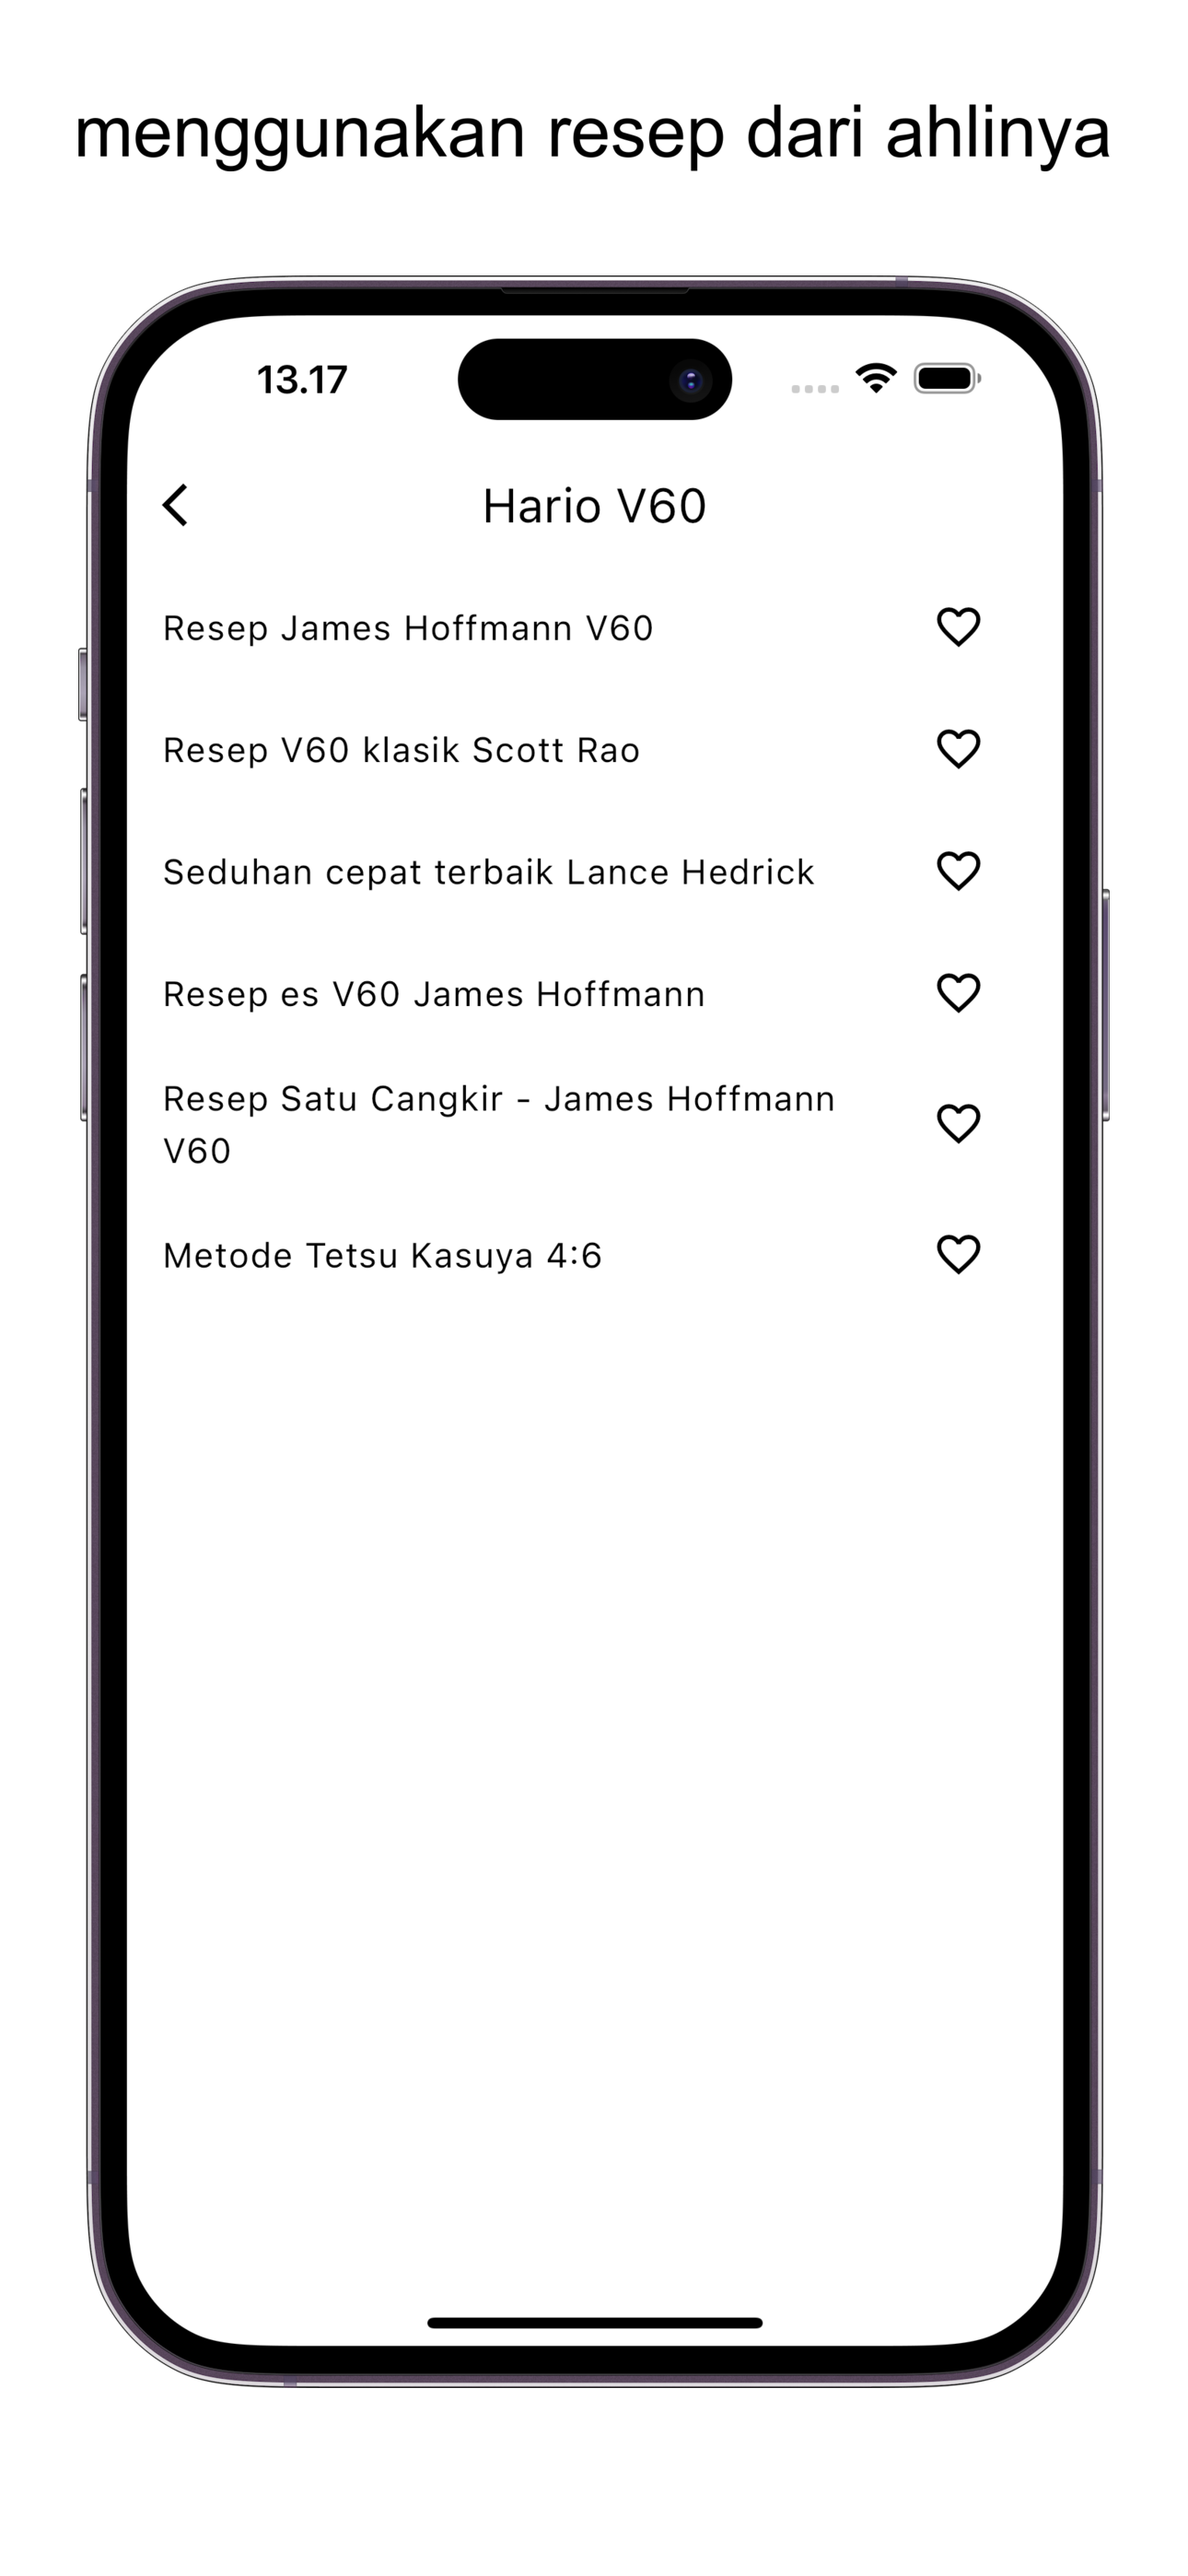 menggunakan resep dari ahlinya
13.17
Hario V60
Resep James Hoffmann V60
Resep V60 klasik Scott Rao
Seduhan cepat terbaik Lance Hedrick
Resep es V60 James Hoffmann
Resep Satu Cangkir - James Hoffmann
V60
Metode Tetsu Kasuya 4:6